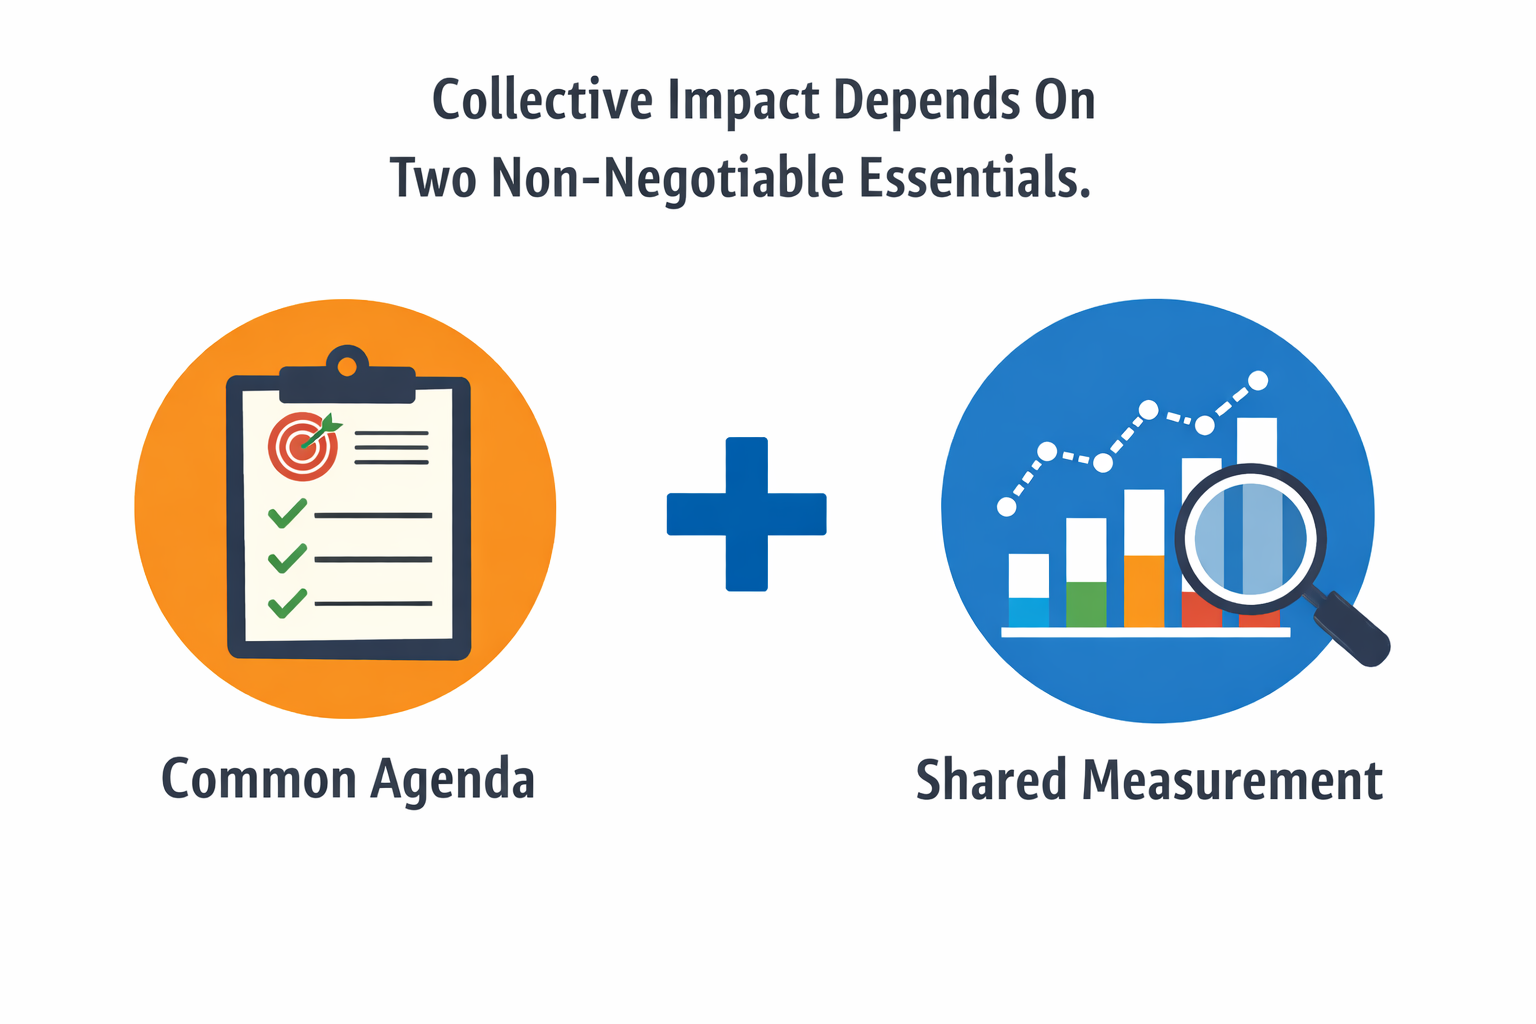 Collective Impact Depends On
Two Non-Negotiable Essentials.
Common Agenda
Shared Measurement